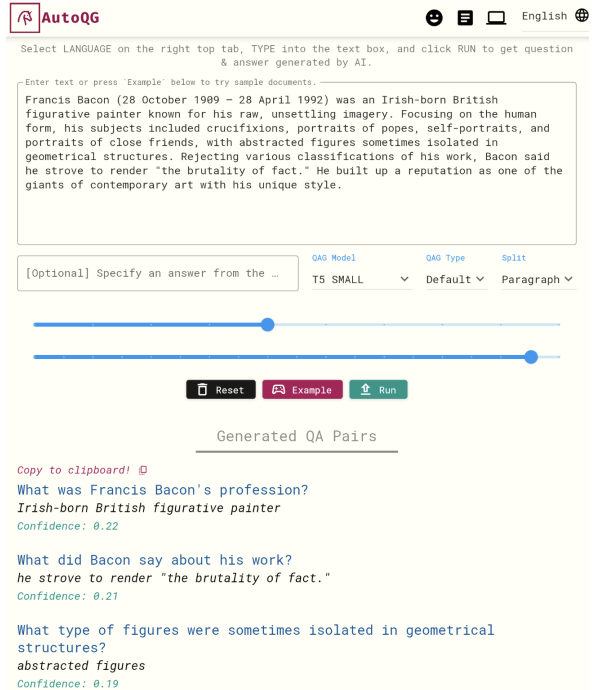 AutoQG
English
Select LANGUAGE on the right top tab, TYPE into the text box, and click RUN to get question
& answer generated by AI.
Enter text or press `Example` below to try sample documents.
Francis Bacon (28 October 1909 – 28 April 1992) was an Irish-born British
figurative painter known for his raw, unsettling imagery. Focusing on the human
form, his subjects included crucifixions, portraits of popes, self-portraits, and
portraits of close friends, with abstracted figures sometimes isolated in
geometrical structures. Rejecting various classifications of his work, Bacon said
he strove to render "the brutality of fact." He built up a reputation as one of the
giants of contemporary art with his unique style.
[Optional] Specify an answer from the …
QAG Model
T5 SMALL
QAG Type
Default
Split
Paragraph
Reset
Example
Run
Generated QA Pairs
Copy to clipboard!
What was Francis Bacon's profession?
Irish-born British figurative painter
Confidence: 0.22
What did Bacon say about his work?
he strove to render "the brutality of fact."
Confidence: 0.21
What type of figures were sometimes isolated in geometrical
structures?
abstracted figures
Confidence: 0.19